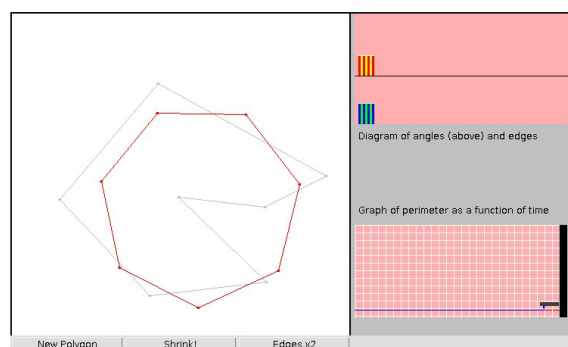 Diagram of angles (above) and edges
Graph of perimeter as a function of time
New Polygon
Shrink!
Edges x2